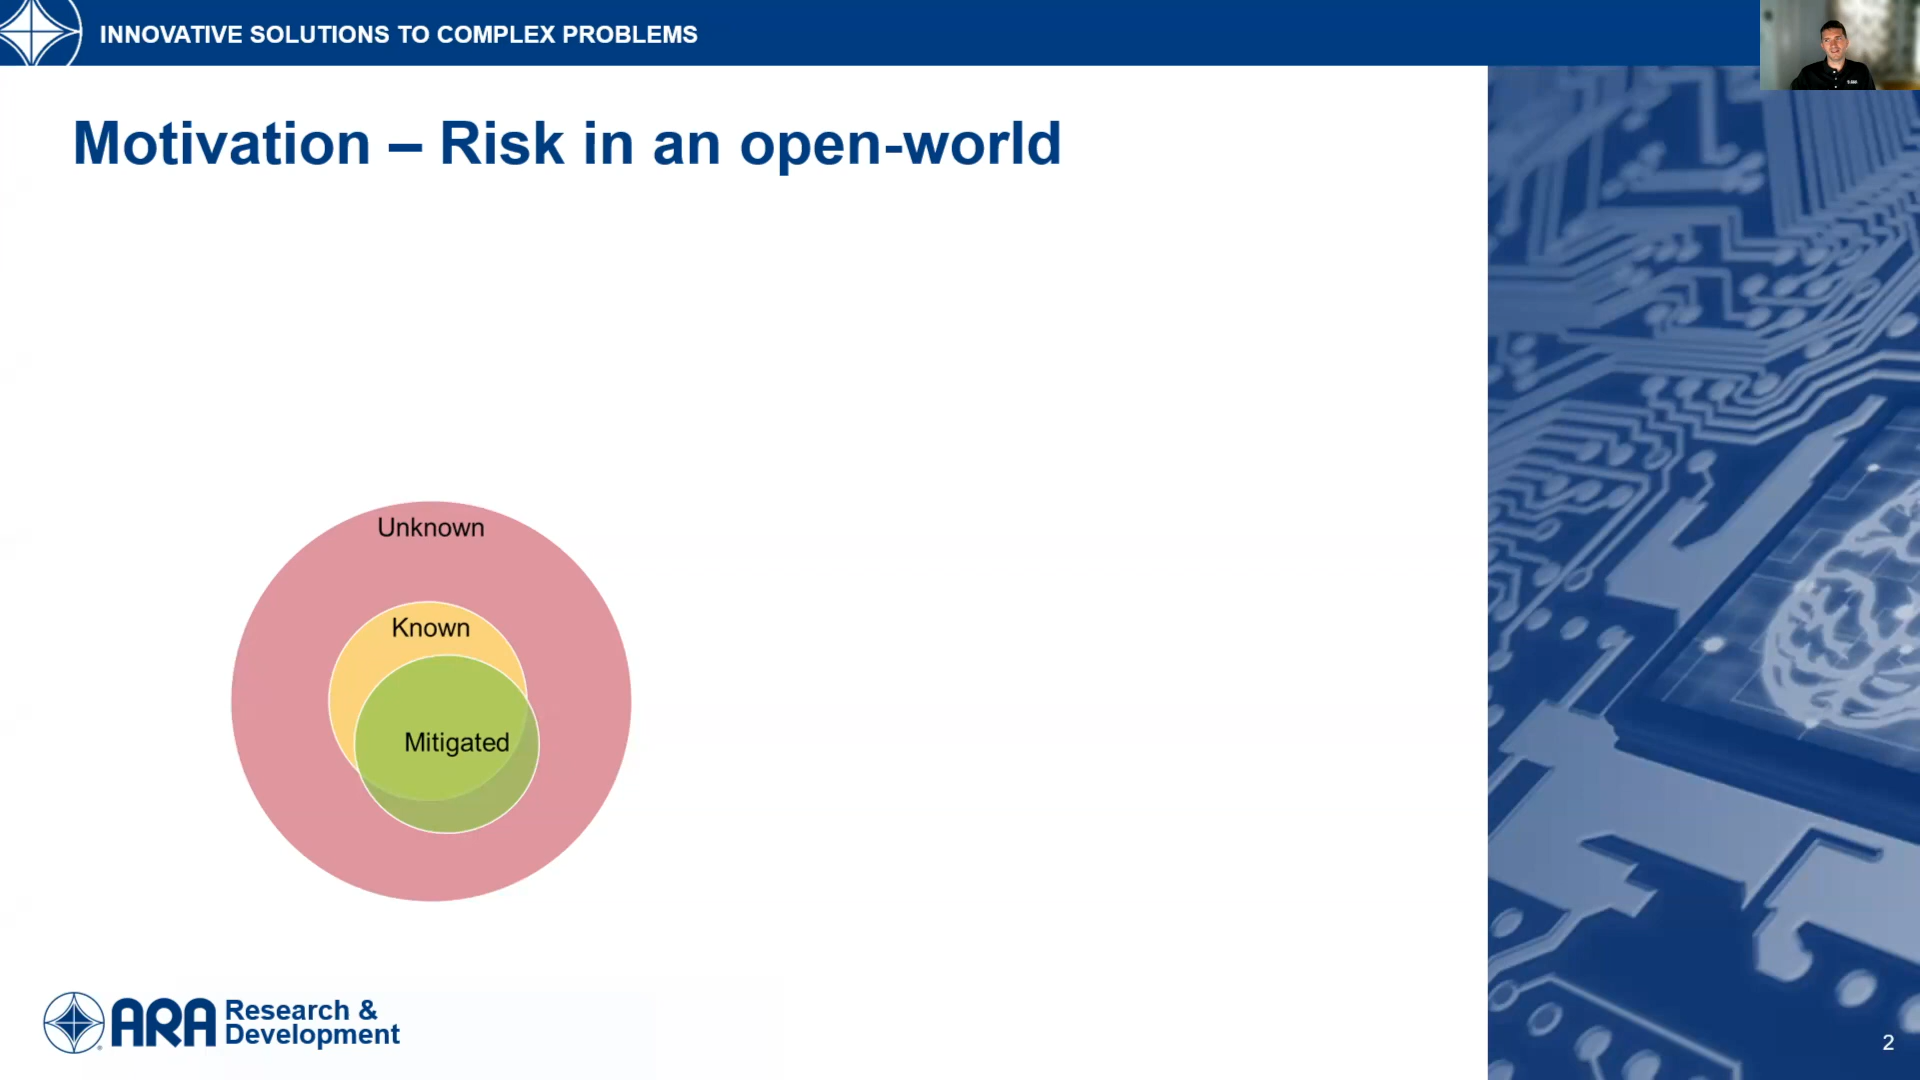 INNOVATIVE SOLUTIONS TO COMPLEX PROBLEMS
Motivation – Risk in an open-world
Unknown
Known
Mitigated
ARA Research &
Development
2